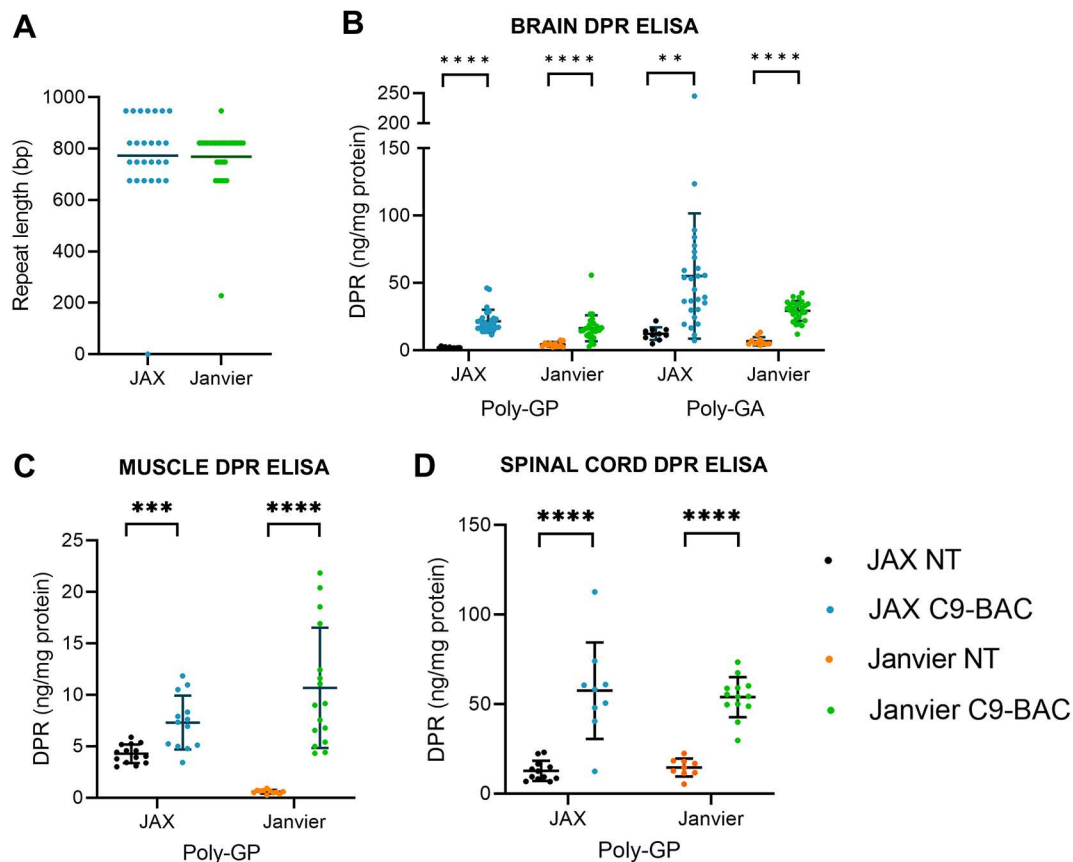 A
Repeat length (bp)
1000
800
600
400
200
0
JAX Janvier
B
BRAIN DPR ELISA
**** **** ** ****
DPR (ng/mg protein)
250
200
150
100
50
0
JAX Janvier JAX Janvier
Poly-GP Poly-GA
C
MUSCLE DPR ELISA
*** ****
DPR (ng/mg protein)
25
20
15
10
5
0
JAX Janvier
Poly-GP
D
SPINAL CORD DPR ELISA
**** ****
DPR (ng/mg protein)
150
100
50
0
JAX Janvier
Poly-GP
JAX NT
JAX C9-BAC
Janvier NT
Janvier C9-BAC